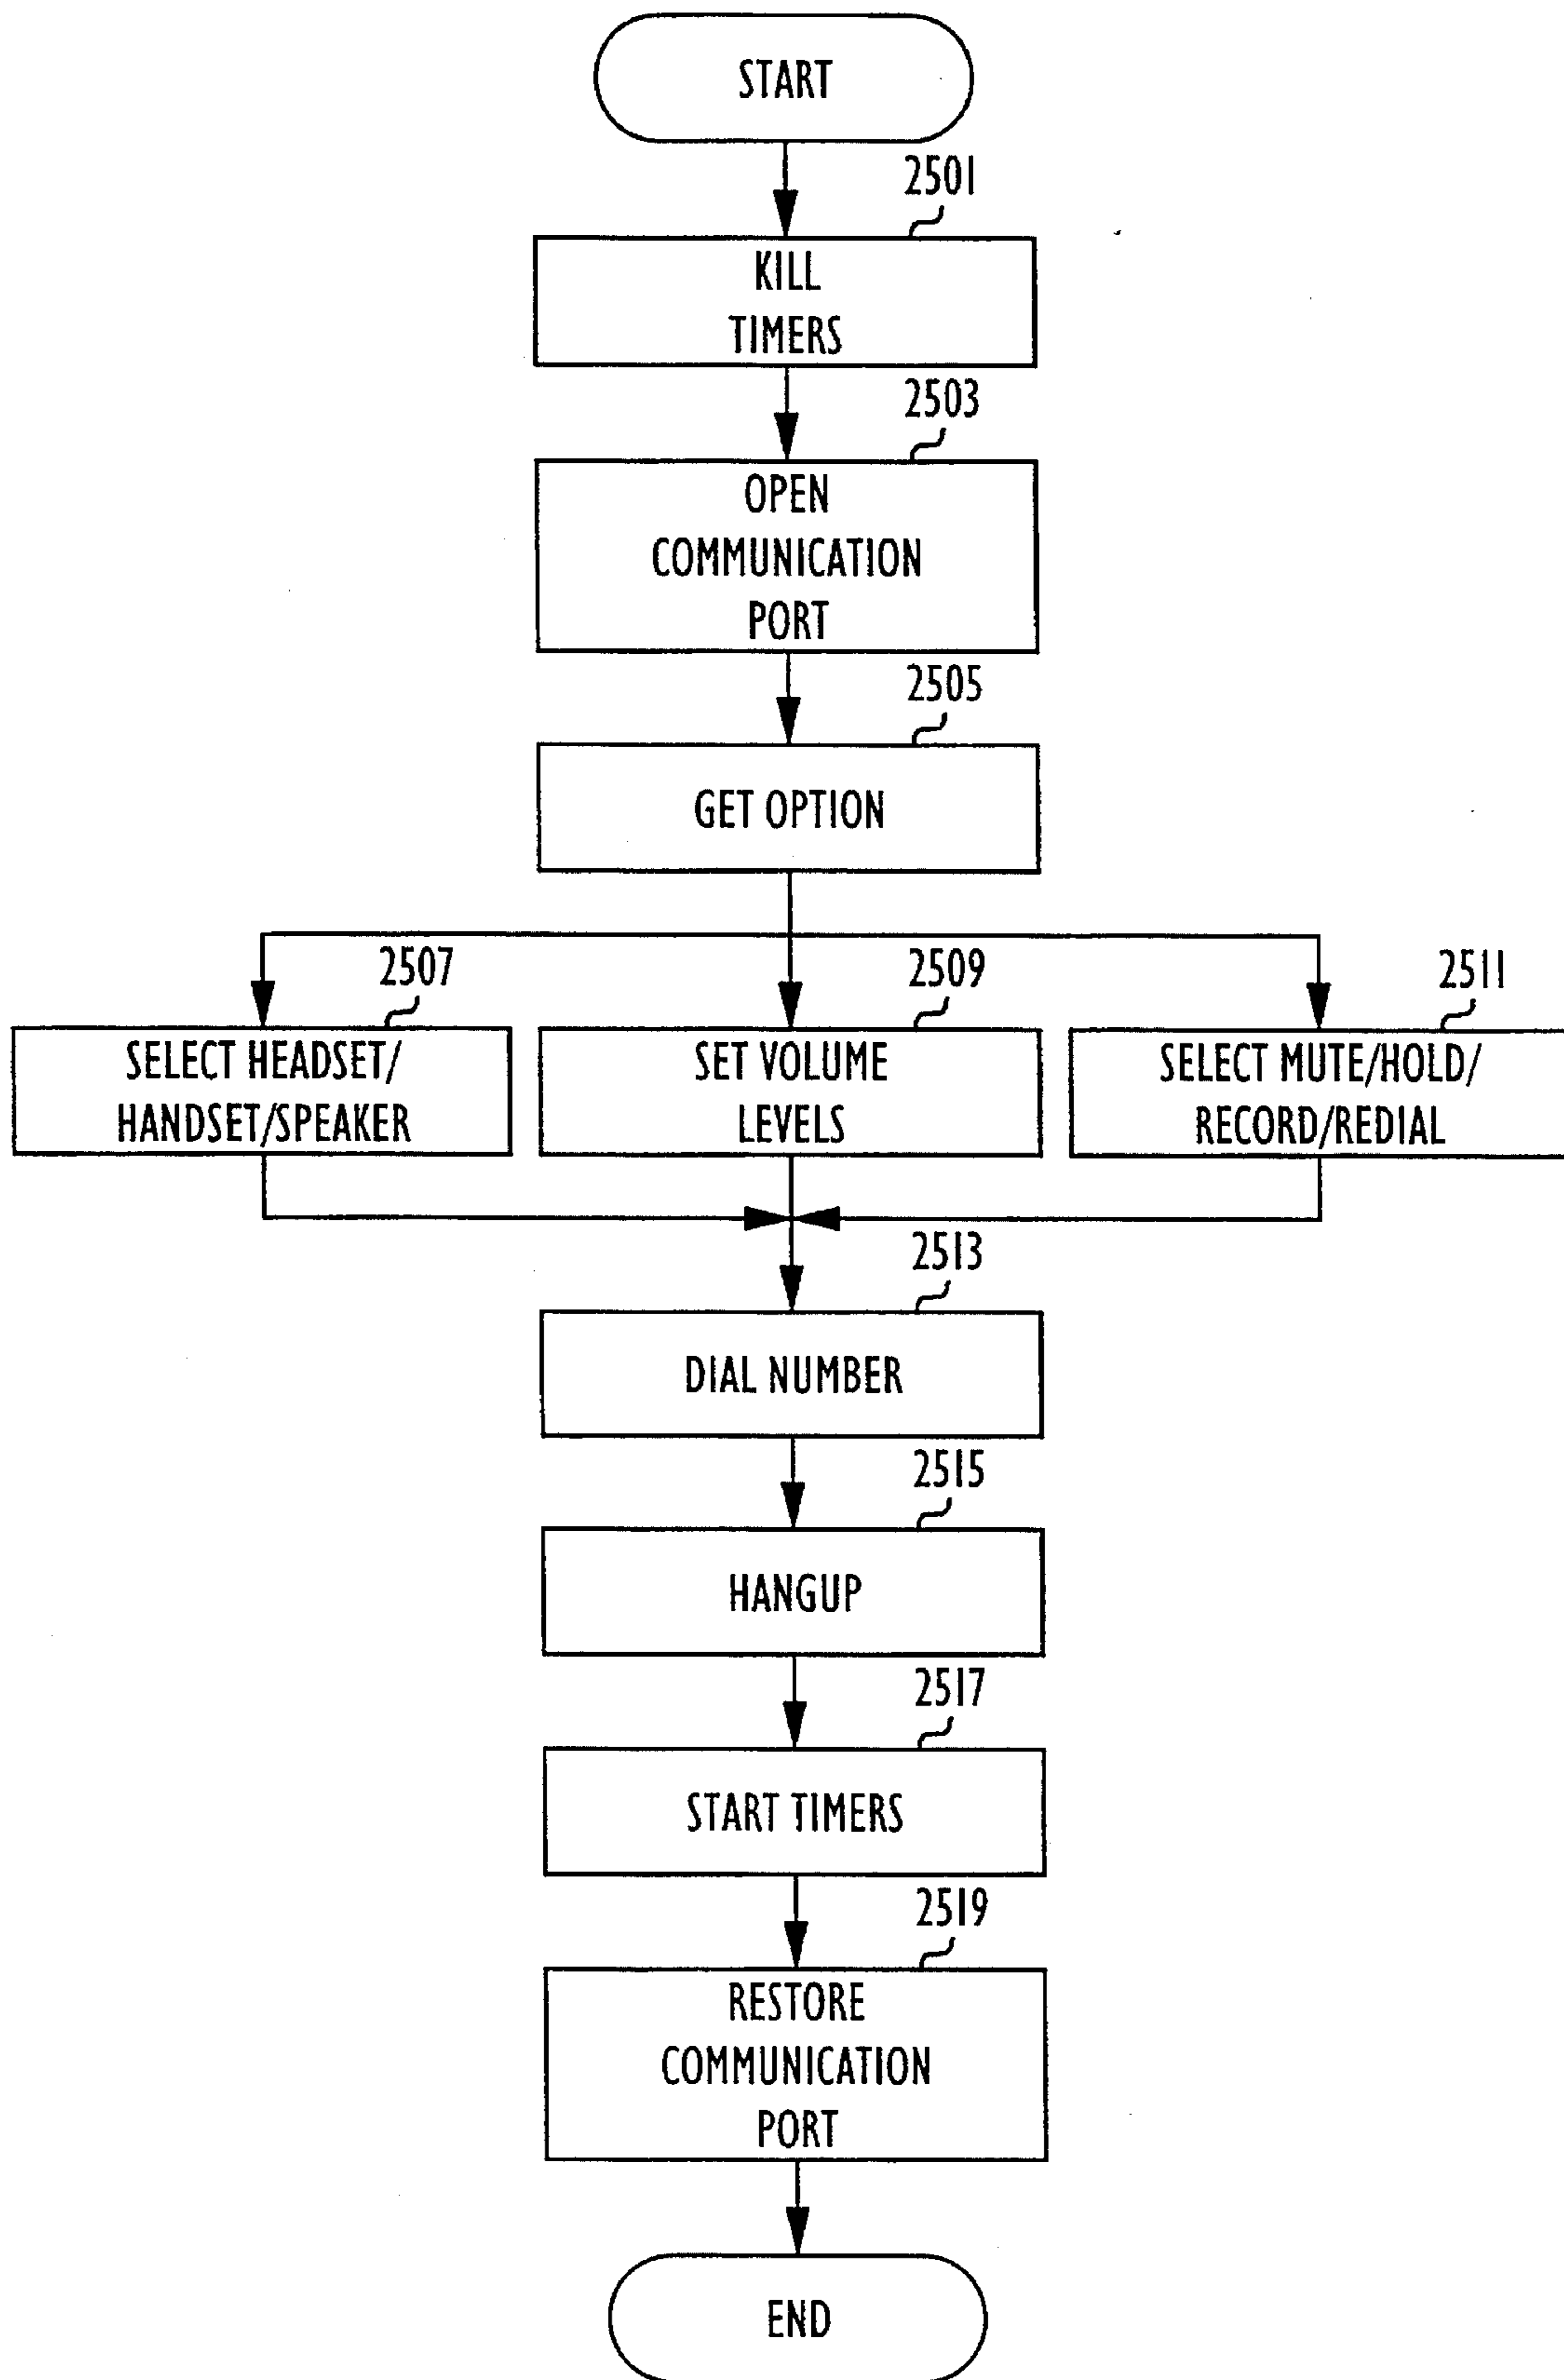 START
2501
KILL
TIMERS
2503
OPEN
COMMUNICATION
PORT
2505
GET OPTION
2507
SELECT HEADSET/
HANDSET/SPEAKER
2509
SET VOLUME
LEVELS
2511
SELECT MUTE/HOLD/
RECORD/REDIAL
2513
DIAL NUMBER
2515
HANGUP
2517
START TIMERS
2519
RESTORE
COMMUNICATION
PORT
END